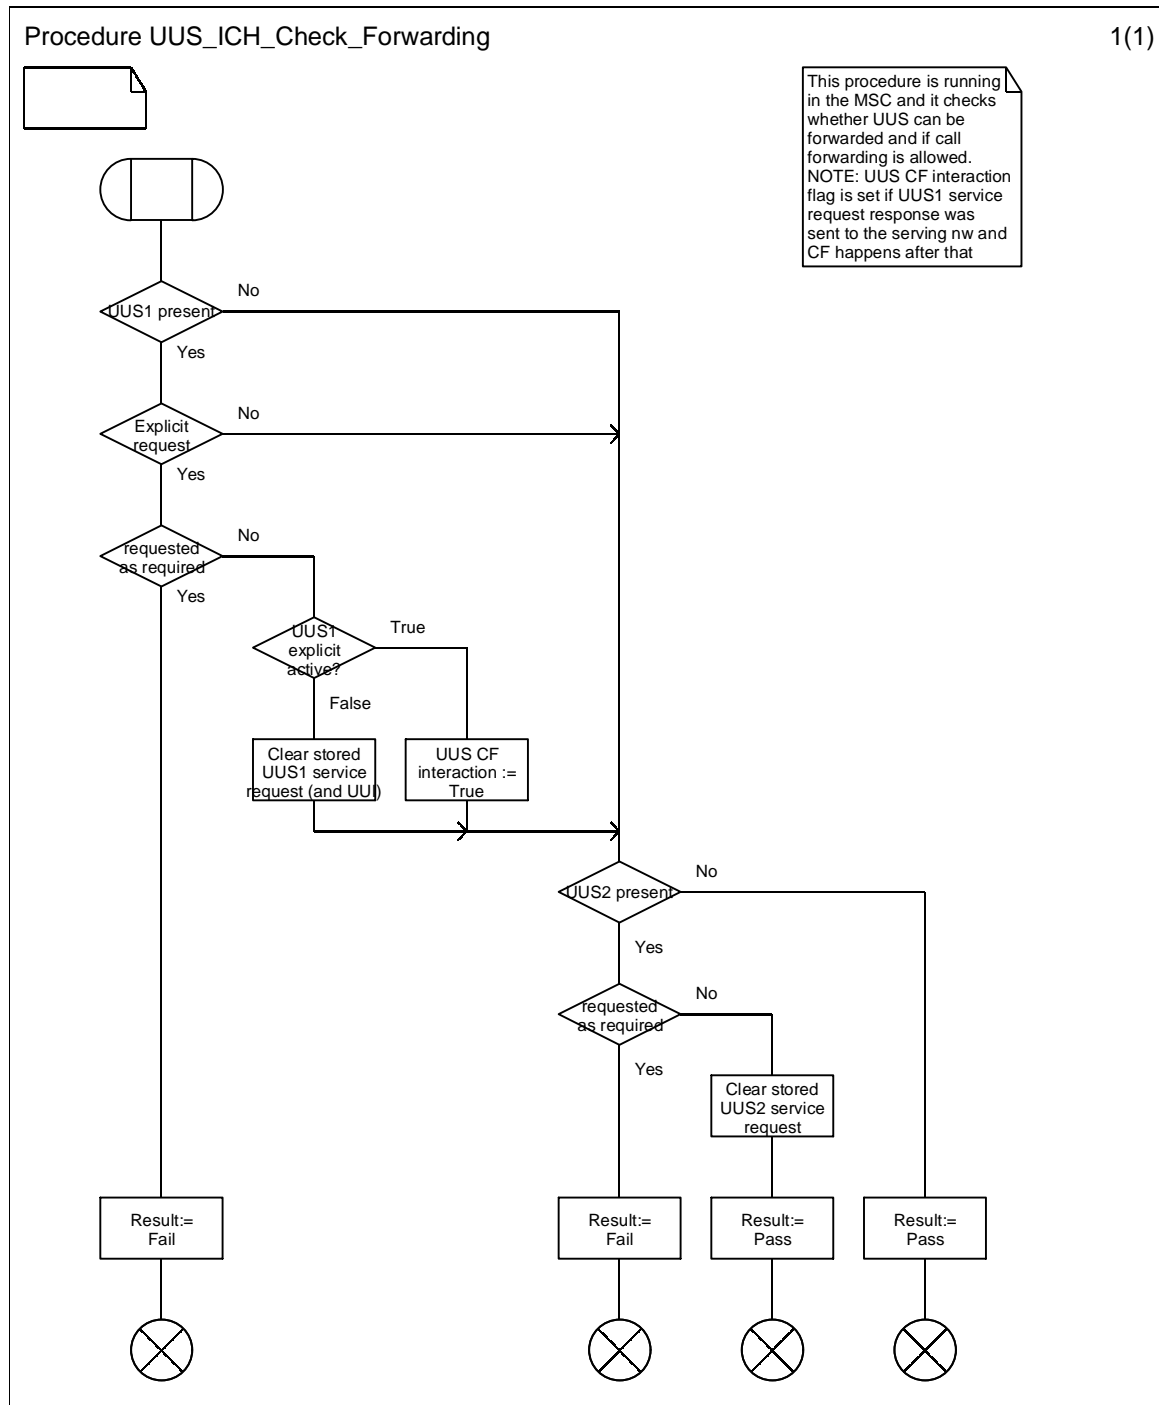 Procedure UUS_ICH_Check_Forwarding
1(1)
This procedure is running
in the MSC and it checks
whether UUS can be
forwarded and if call
forwarding is allowed.
NOTE: UUS CF interaction
flag is set if UUS1 service
request response was
sent to the serving nw and
CF happens after that
UUS1 present
No
Yes
Explicit
request
No
Yes
requested
as required
No
Yes
UUS1
explicit
active?
True
False
Clear stored
UUS1 service
request (and UUI)
UUS CF
interaction :=
True
UUS2 present
No
Yes
requested
as required
No
Yes
Clear stored
UUS2 service
request
Result:=
Fail
Result:=
Fail
Result:=
Pass
Result:=
Pass